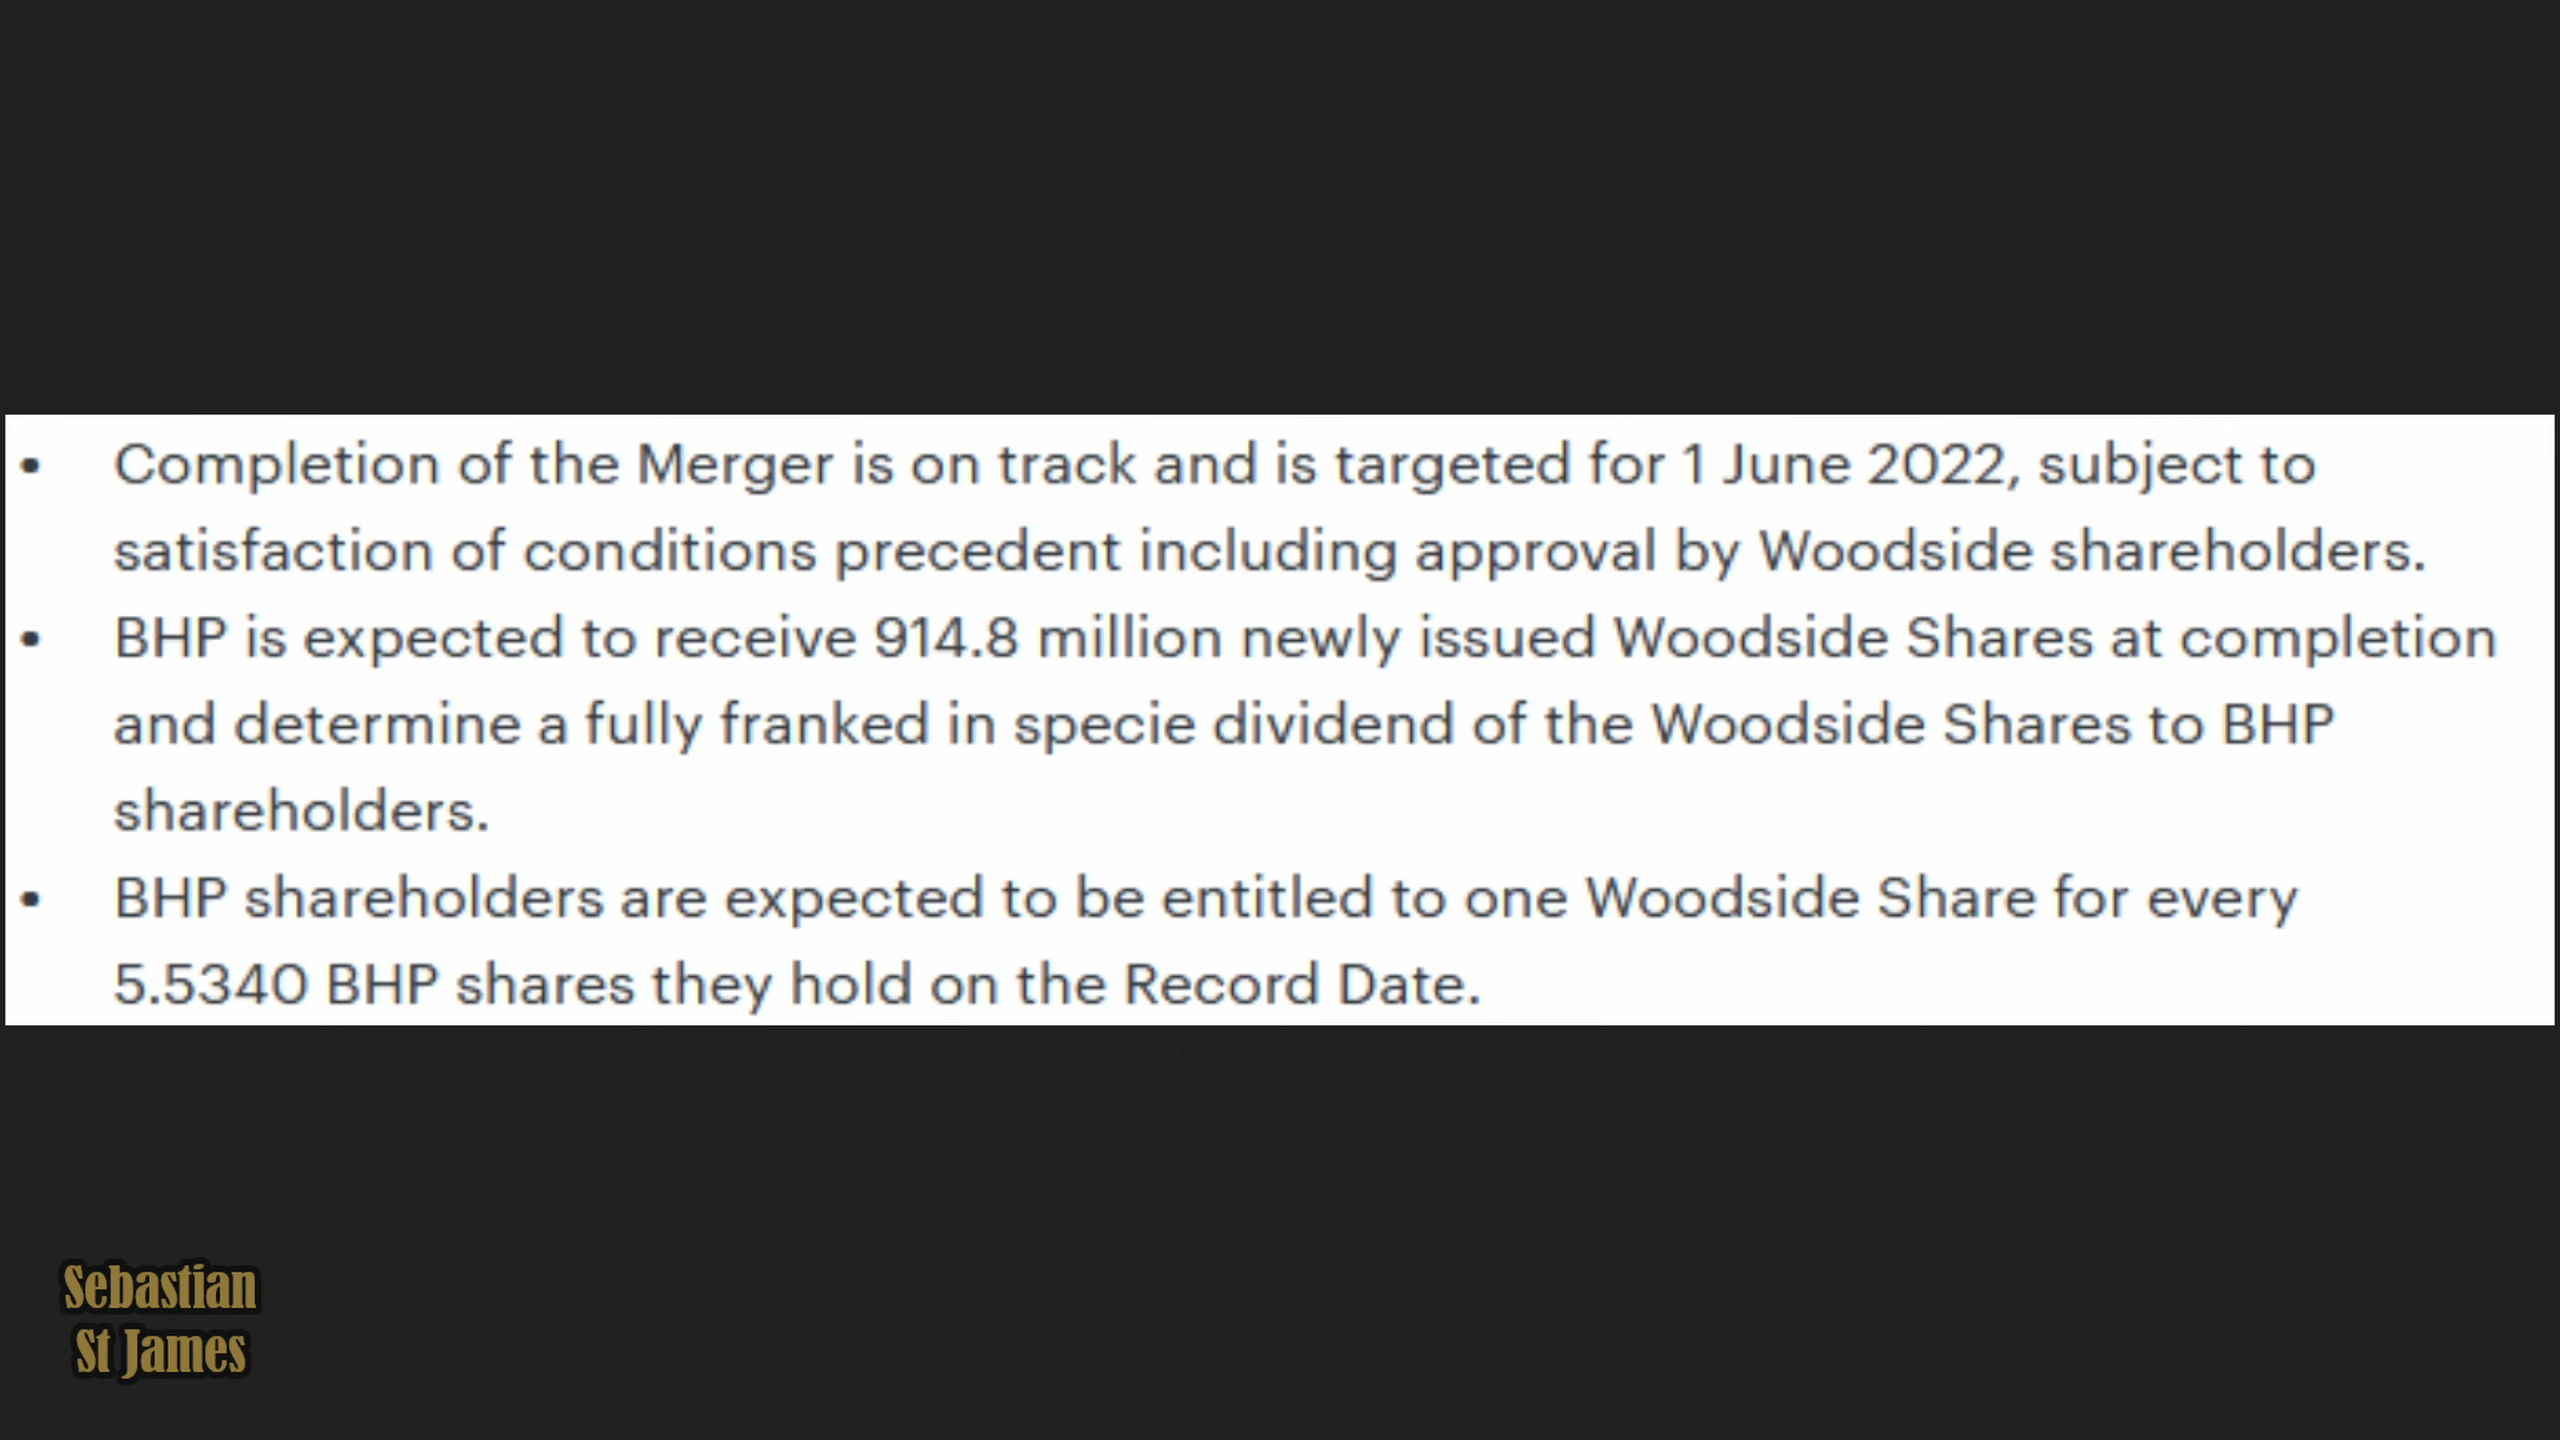 • Completion of the Merger is on track and is targeted for 1 June 2022, subject to
satisfaction of conditions precedent including approval by Woodside shareholders.
• BHP is expected to receive 914.8 million newly issued Woodside Shares at completion
and determine a fully franked in specie dividend of the Woodside Shares to BHP
shareholders.
• BHP shareholders are expected to be entitled to one Woodside Share for every
5.5340 BHP shares they hold on the Record Date.
Sebastian
St James